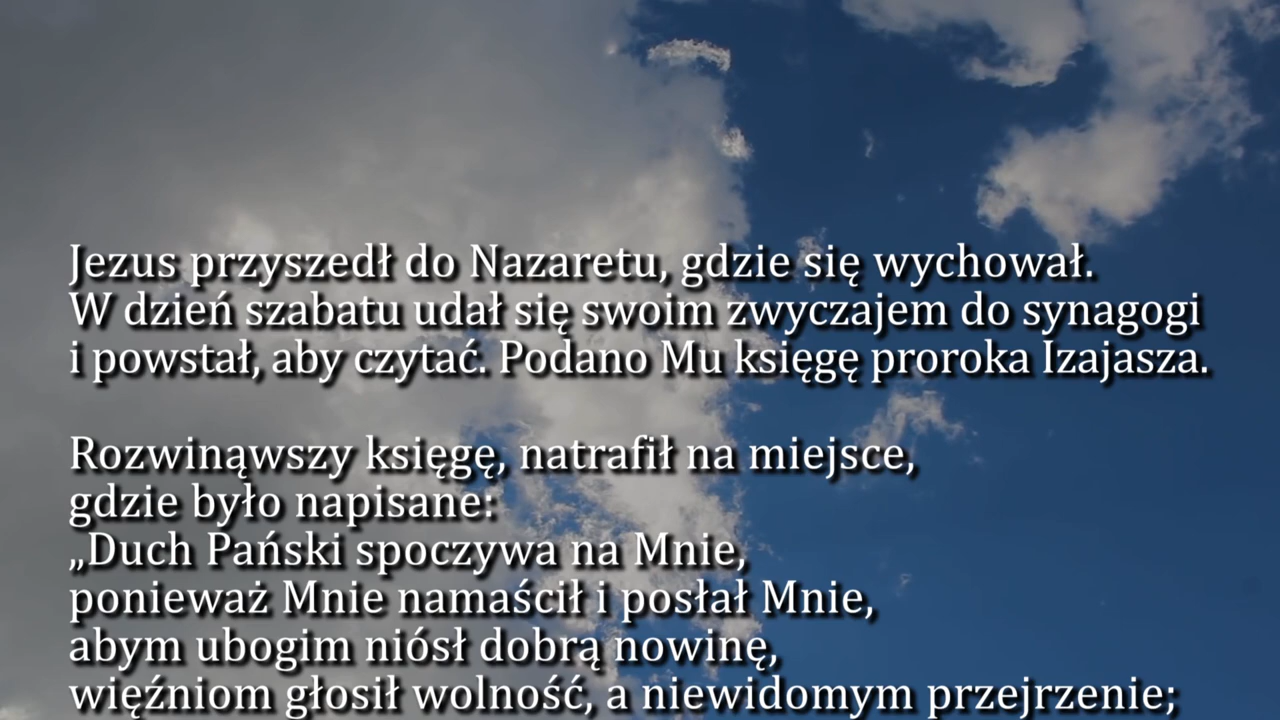 Jezus przyszedł do Nazaretu, gdzie się wychował.
W dzień szabatu udał się swoim zwyczajem do synagogi
i powstał, aby czytać. Podano Mu księgę proroka Izajasza.
Rozwinąwszy księgę, natrafił na miejsce,
gdzie było napisane:
„Duch Pański spoczywa na Mnie,
ponieważ Mnie namaścił i posłał Mnie,
abym ubogim niósł dobrą nowinę,
więźniom głosił wolność, a niewidomym przejrzenie;